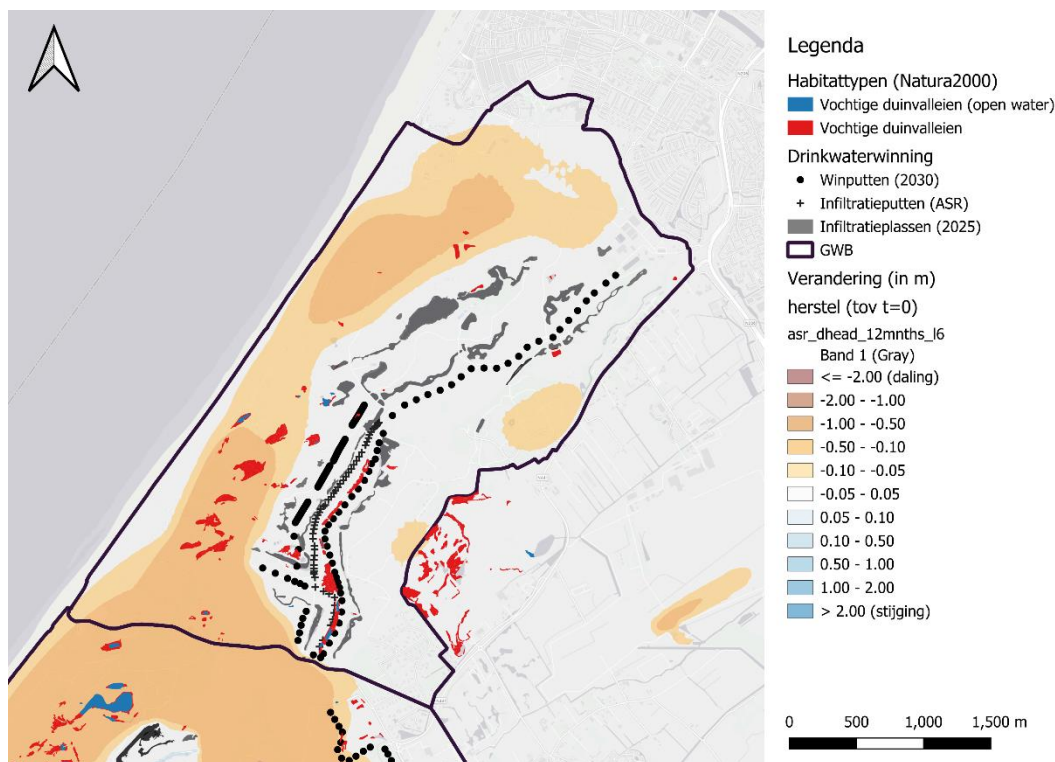 Legenda
Habitattypen (Natura2000)
Vochtige duinvalleien (open water)
Vochtige duinvalleien
Drinkwaterwinning
Winputten (2030)
Infiltratieputten (ASR)
Infiltratieplassen (2025)
GWB
Verandering (in m)
herstel (tov t=0)
asr_dhead_12mnths_l6
Band 1 (Gray)
<= -2.00 (daling)
-2.00 - -1.00
-1.00 - -0.50
-0.50 - -0.10
-0.10 - -0.05
-0.05 - 0.05
0.05 - 0.10
0.10 - 0.50
0.50 - 1.00
1.00 - 2.00
> 2.00 (stijging)
0 500 1,000 1,500 m